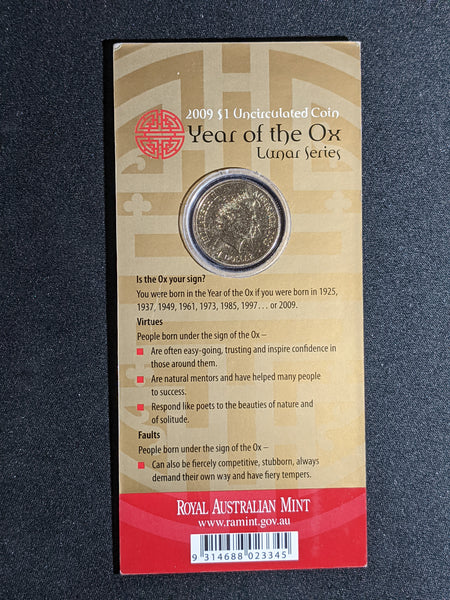 2009 $1 Uncirculated Coin
Year of the Ox
Lunar Series
Is the Ox your sign?
You were born in the Year of the Ox if you were born in 1925,
1937, 1949, 1961, 1973, 1985, 1997... or 2009.
Virtues
People born under the sign of the Ox –
Are often easy-going, trusting and inspire confidence in
those around them.
Are natural mentors and have helped many people
to success.
Respond like poets to the beauties of nature and
of solitude.
Faults
People born under the sign of the Ox –
Can also be fiercely competitive, stubborn, always
demand their own way and have fiery tempers.
ROYAL AUSTRALIAN MINT
www.ramint.gov.au
9 314688 023345